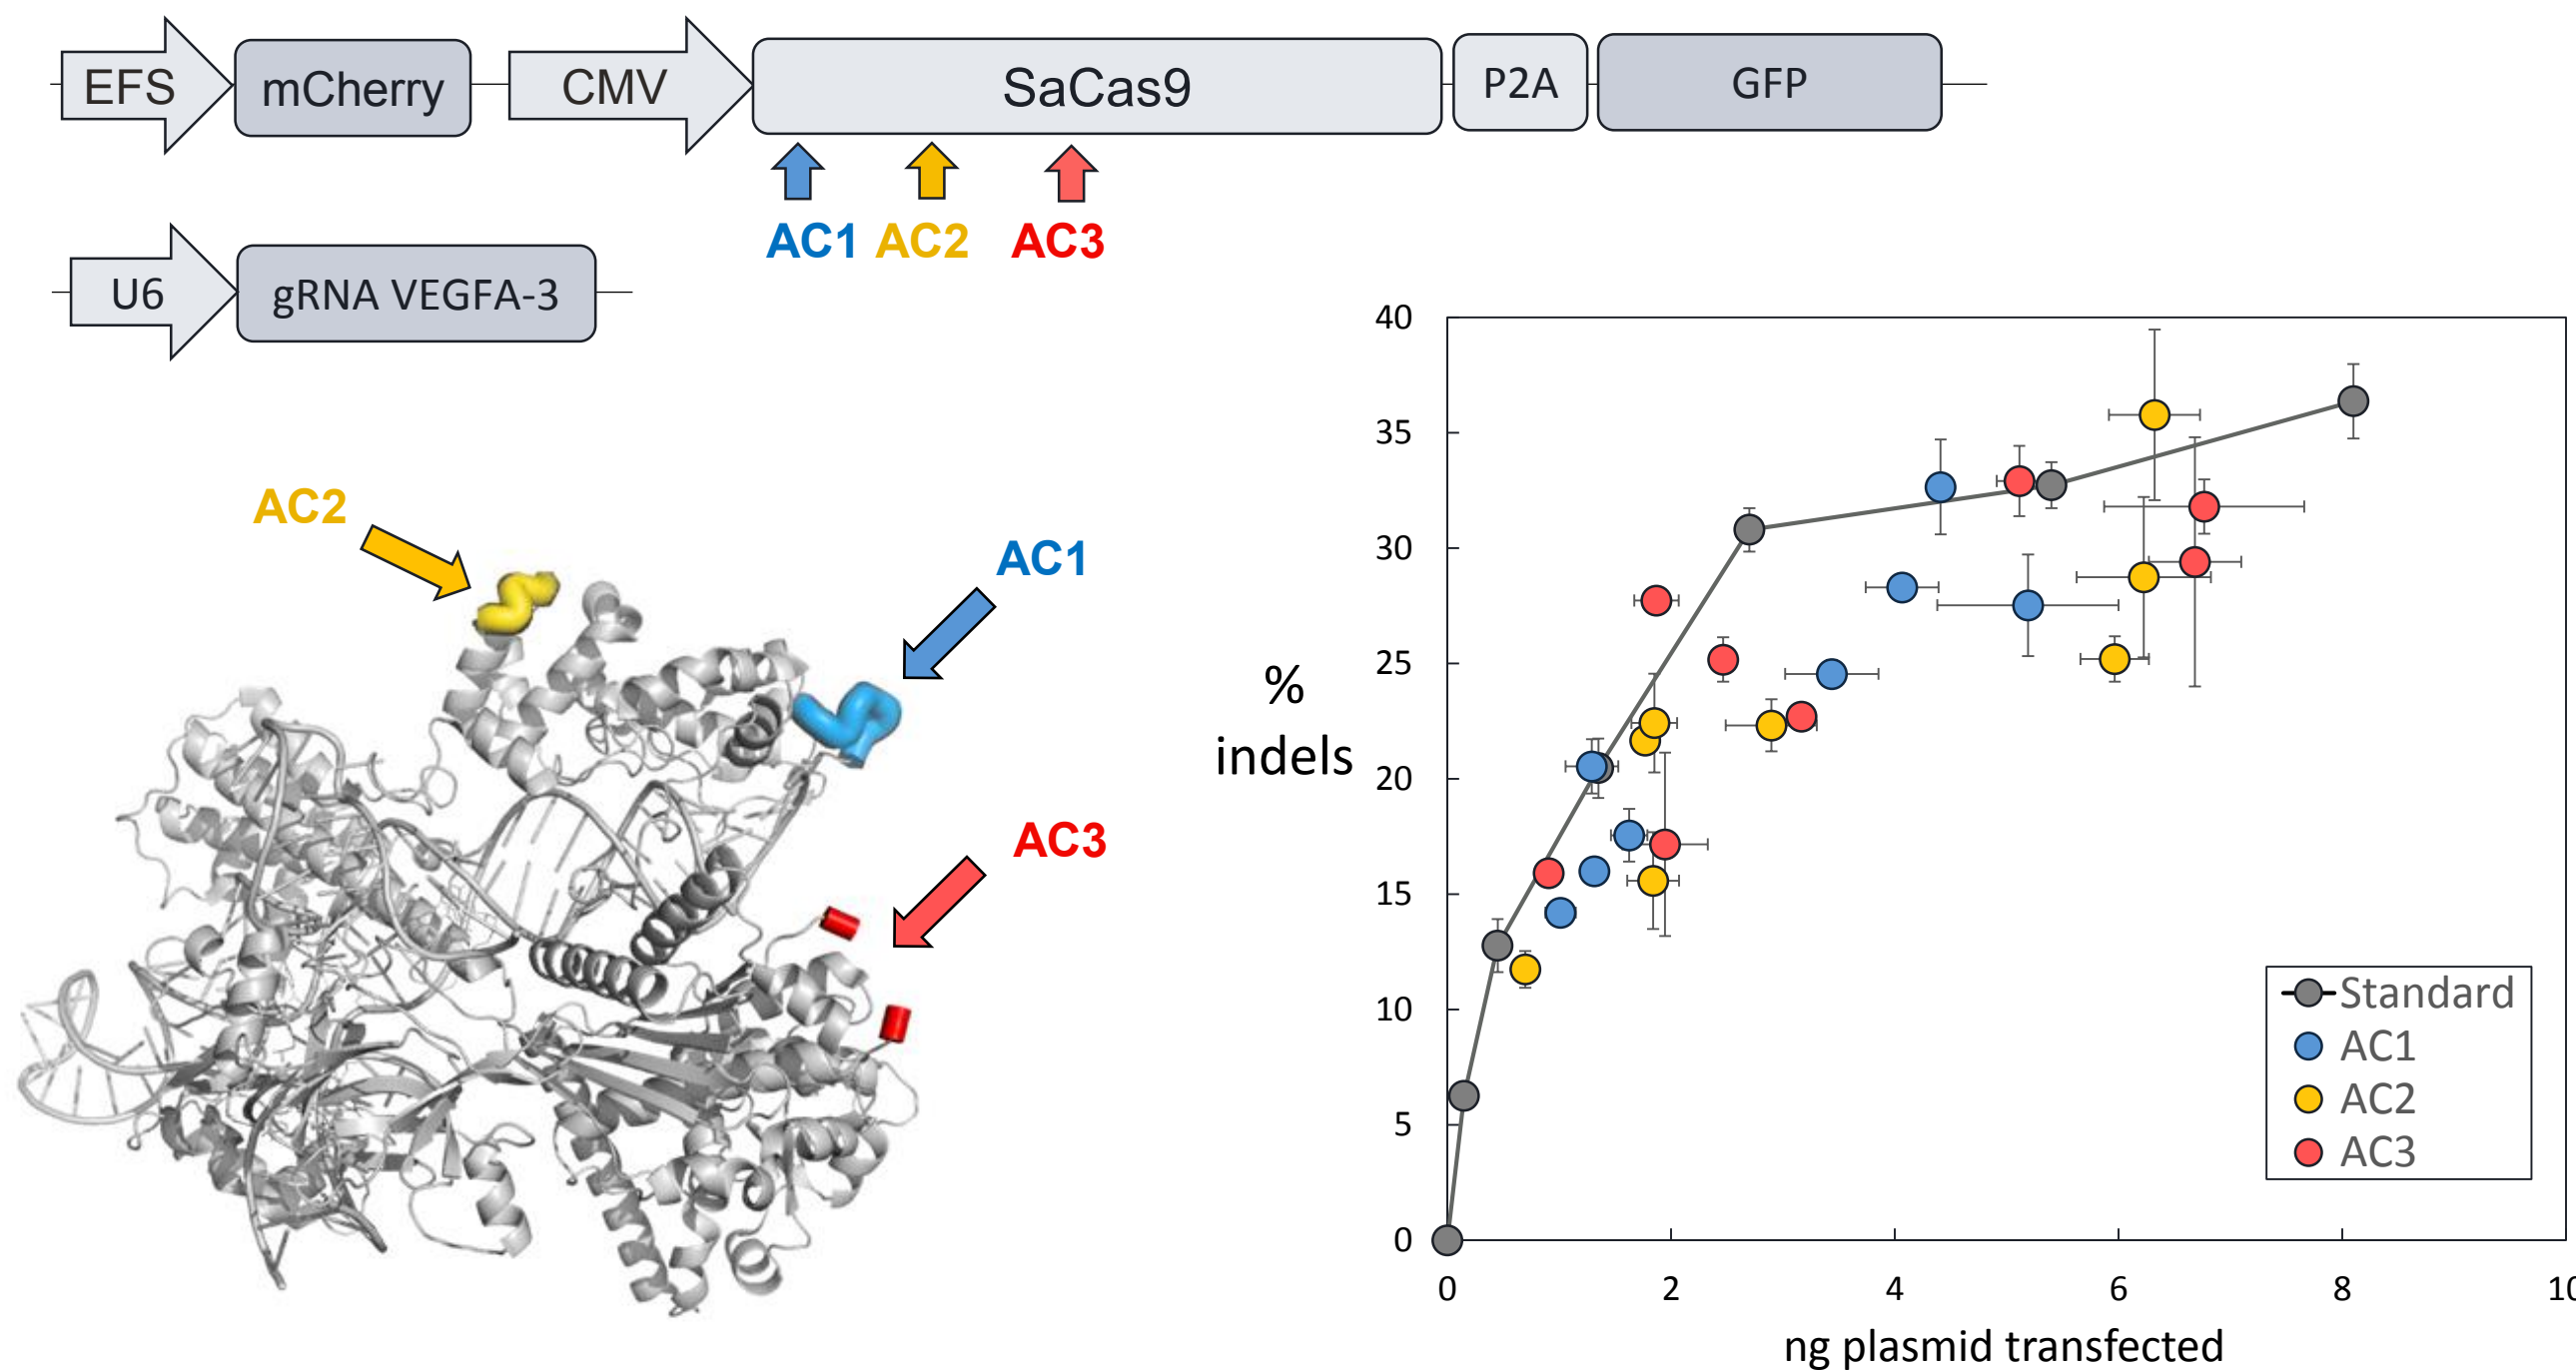 EFS mCherry CMV SaCas9 P2A GFP
AC1 AC2 AC3
U6 gRNA VEGFA-3
AC2
AC1
AC3
%
indels
40
35
30
25
20
15
10
5
0
0 2 4 6 8 10
ng plasmid transfected
Standard
AC1
AC2
AC3